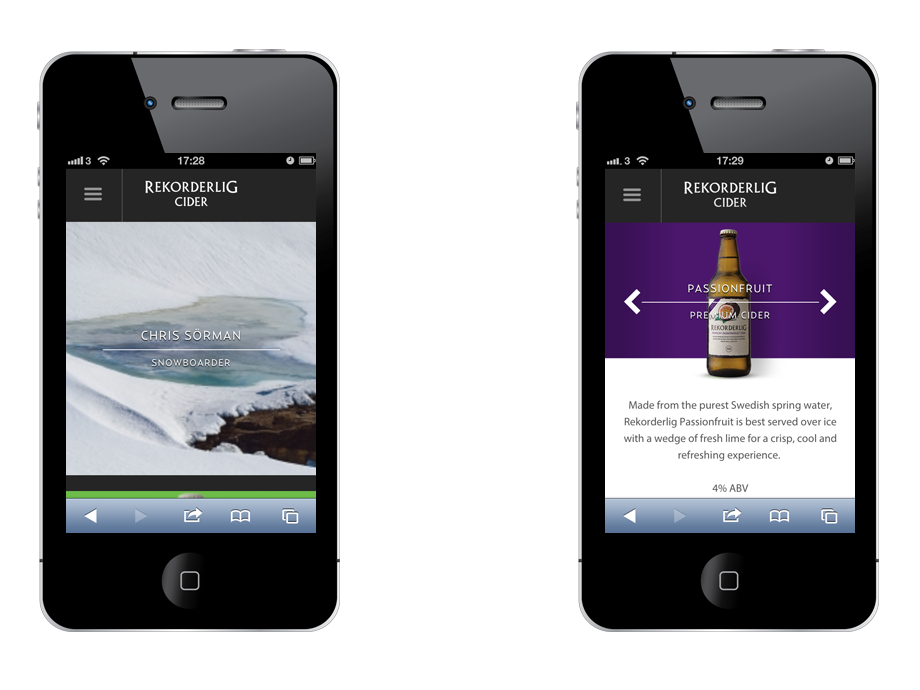 3 17:28
REKORDERLIG
CIDER
CHRIS SÖRMAN
SNOWBOARDER
3 17:29
REKORDERLIG
CIDER
PASSIONFRUIT
PREMIUM CIDER
REKORDERLIG
Made from the purest Swedish spring water,
Rekorderlig Passionfruit is best served over ice
with a wedge of fresh lime for a crisp, cool and
refreshing experience.
4% ABV